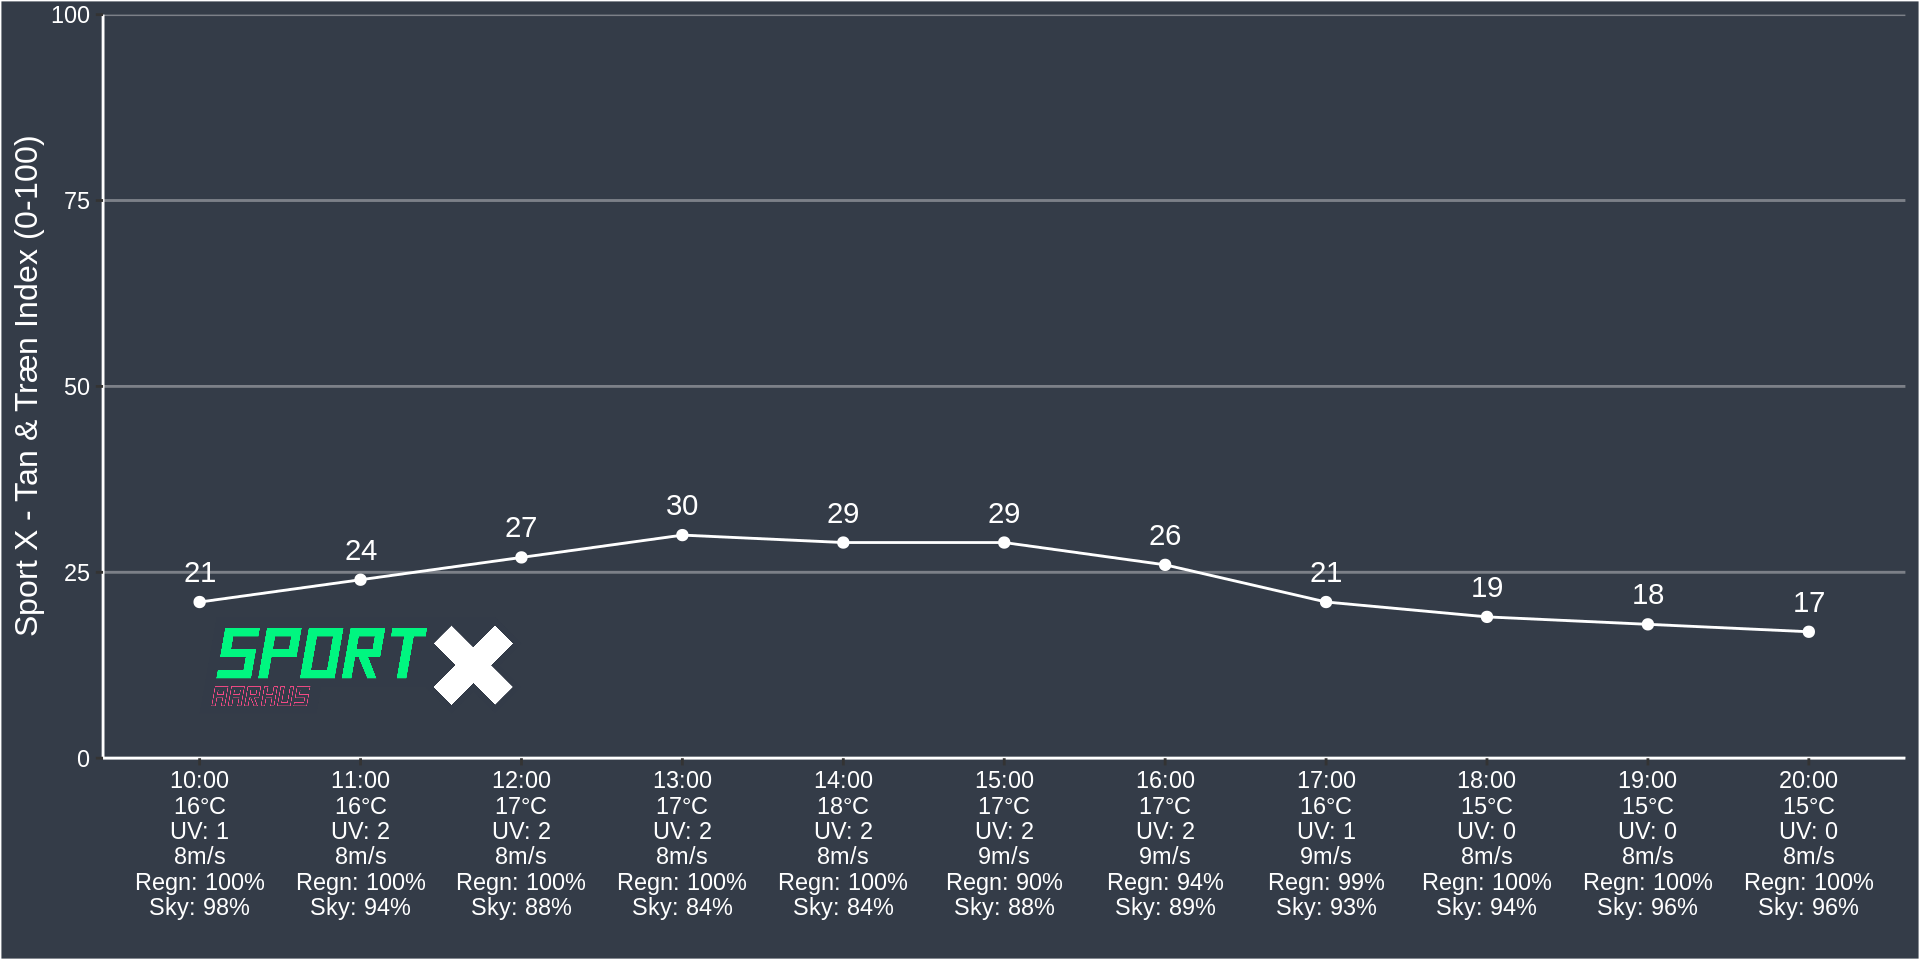 Sport X - Tan & Træn Index (0-100)
100
75
50
25
0
21
24
27
30
29
29
26
21
19
18
17
SPORT X
AARHUS
10:00 11:00 12:00 13:00 14:00 15:00 16:00 17:00 18:00 19:00 20:00
16°C 16°C 17°C 17°C 18°C 17°C 17°C 16°C 15°C 15°C 15°C
UV: 1 UV: 2 UV: 2 UV: 2 UV: 2 UV: 2 UV: 2 UV: 1 UV: 0 UV: 0 UV: 0
8m/s 8m/s 8m/s 8m/s 8m/s 9m/s 9m/s 9m/s 8m/s 8m/s 8m/s
Regn: 100% Regn: 100% Regn: 100% Regn: 100% Regn: 100% Regn: 90% Regn: 94% Regn: 99% Regn: 100% Regn: 100% Regn: 100%
Sky: 98% Sky: 94% Sky: 88% Sky: 84% Sky: 84% Sky: 88% Sky: 89% Sky: 93% Sky: 94% Sky: 96% Sky: 96%